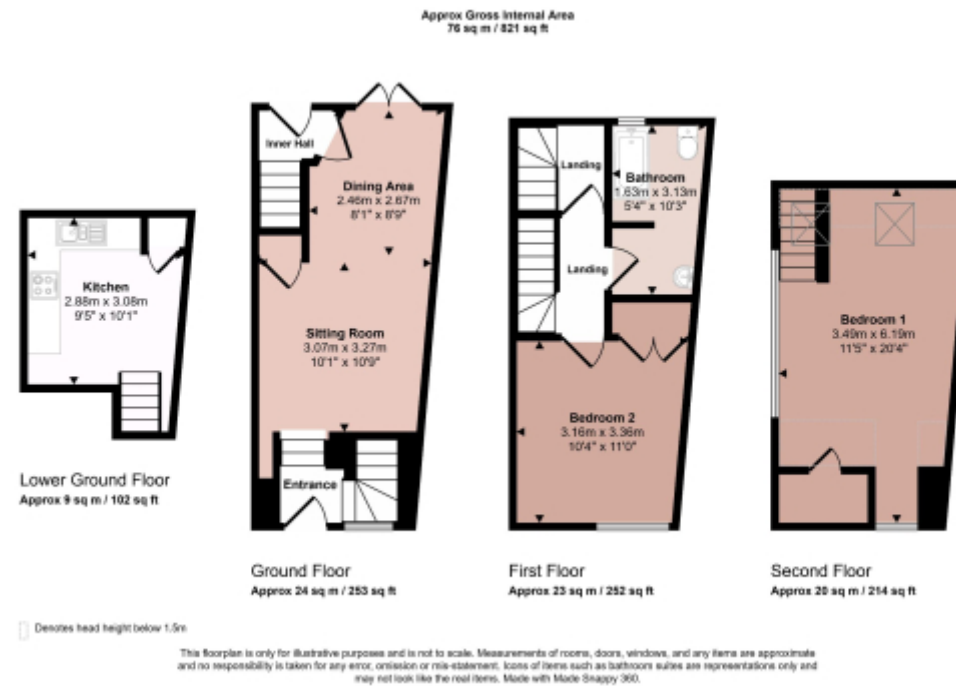 Approx Gross Internal Area
76 sq m / 821 sq ft
Inner Hall
Dining Area
2.46m x 2.67m
8'1" x 8'9"
Sitting Room
3.07m x 3.27m
10'1" x 10'9"
Entrance
Kitchen
2.88m x 3.08m
9'5" x 10'1"
Landing
Bathroom
1.63m x 3.13m
5'4" x 10'3"
Landing
Bedroom 2
3.16m x 3.36m
10'4" x 11'0"
Bedroom 1
3.49m x 6.19m
11'5" x 20'4"
Lower Ground Floor
Approx 9 sq m / 102 sq ft
Ground Floor
Approx 24 sq m / 253 sq ft
First Floor
Approx 23 sq m / 252 sq ft
Second Floor
Approx 20 sq m / 214 sq ft
Denotes head height below 1.5m
This floorplan is only for illustrative purposes and is not to scale. Measurements of rooms, doors, windows, and any items are approximate
and no responsibility is taken for any error, omission or mis-statement. Icons of items such as bathroom suites are representations only and
may not look like the real items. Made with Made Snappy 360.